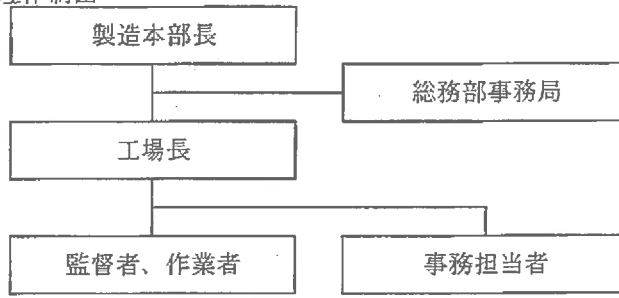 製造本部長
総務部事務局
工場長
監督者、作業者
事務担当者